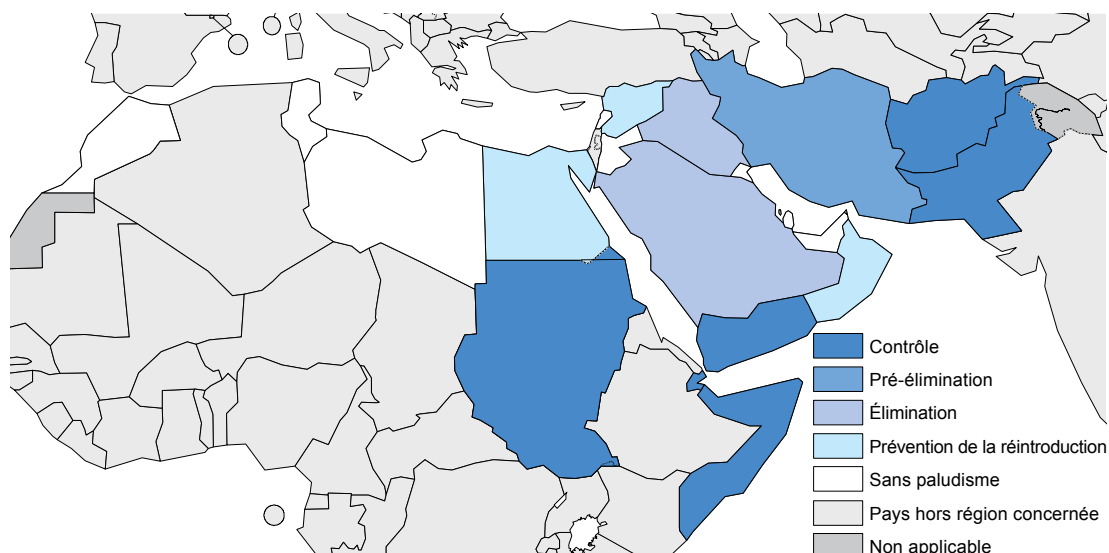 Contrôle
Pré-élimination
Élimination
Prévention de la réintroduction
Sans paludisme
Pays hors région concernée
Non applicable